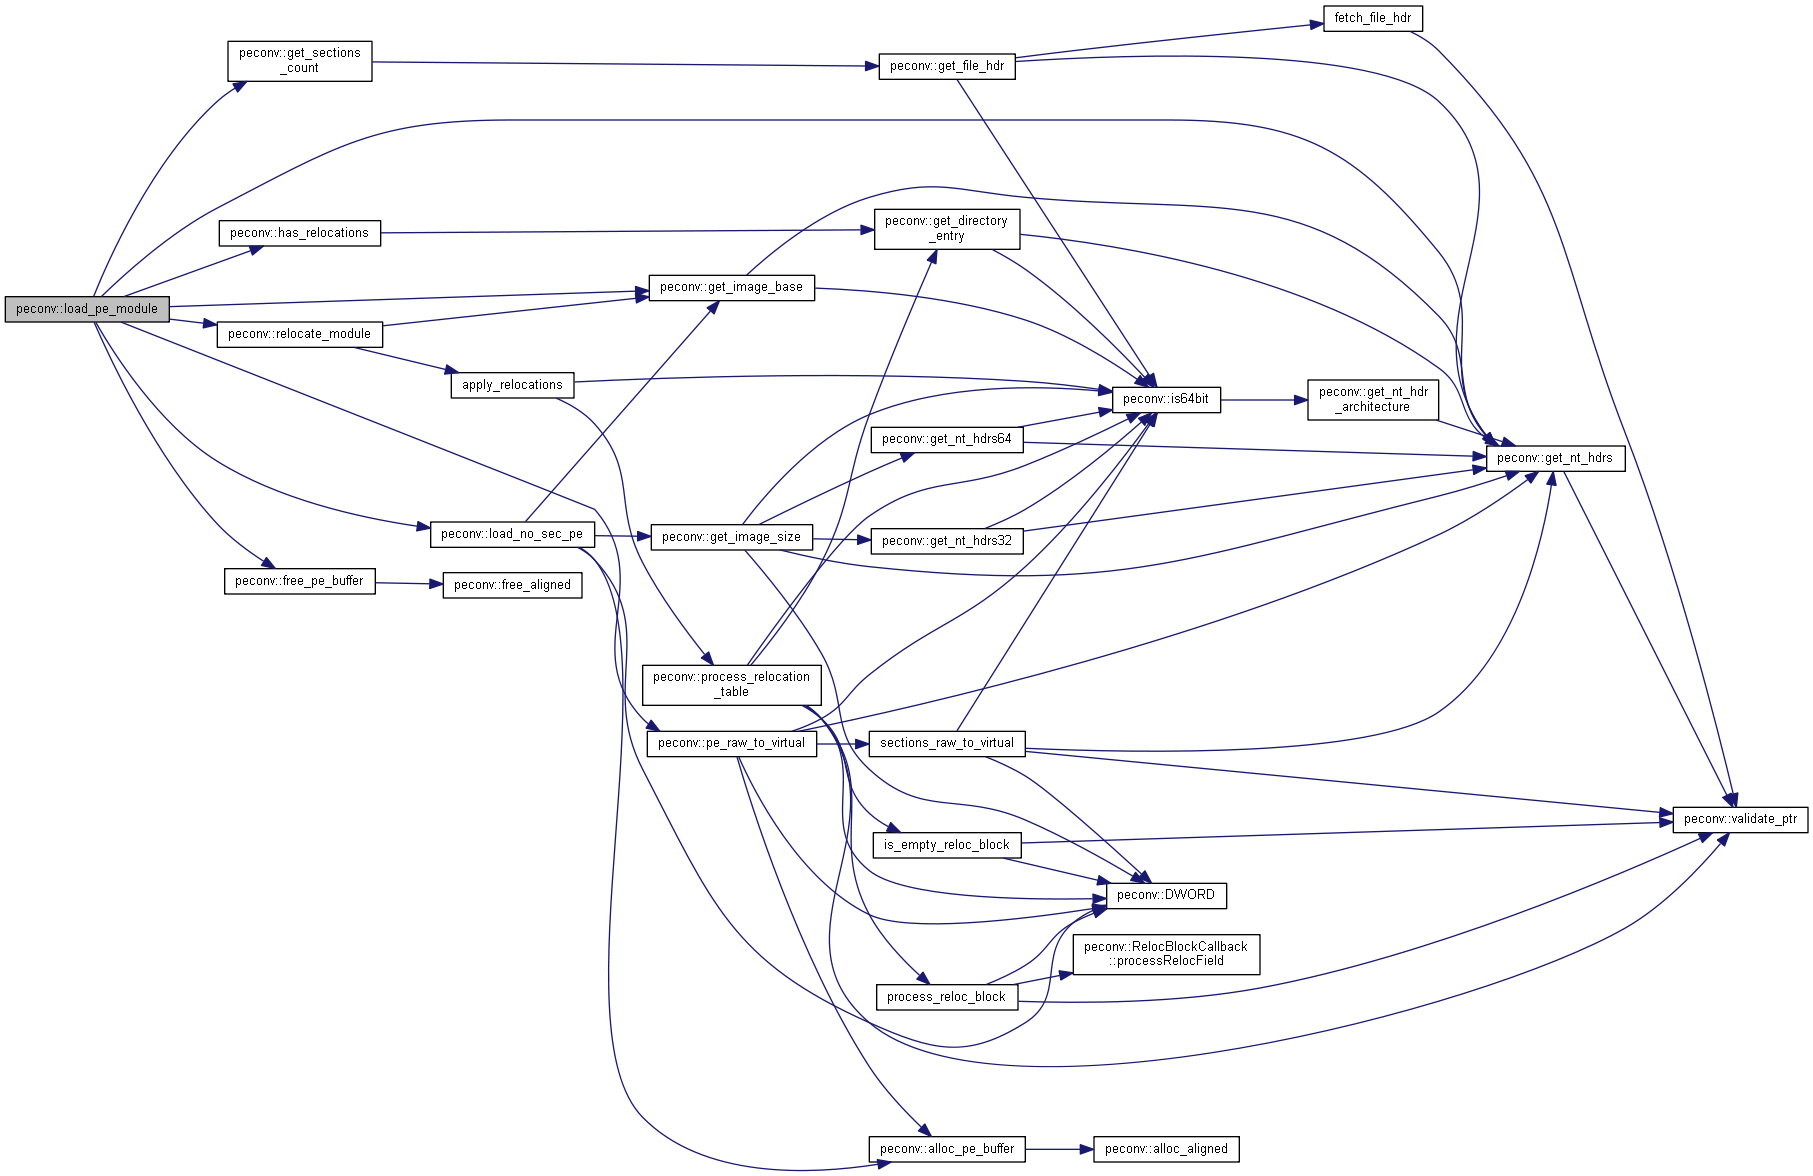 fetch_file_hdr
peconv::get_sections
_count
peconv::get_file_hdr
peconv::has_relocations
peconv::get_directory
_entry
peconv::get_image_base
peconv::load_pe_module
peconv::relocate_module
apply_relocations
peconv::is64bit
peconv::get_nt_hdr
_architecture
peconv::get_nt_hdrs64
peconv::get_nt_hdrs
peconv::load_no_sec_pe
peconv::get_image_size
peconv::get_nt_hdrs32
peconv::free_pe_buffer
peconv::free_aligned
peconv::process_relocation
_table
peconv::pe_raw_to_virtual
sections_raw_to_virtual
peconv::validate_ptr
is_empty_reloc_block
peconv::DWORD
peconv::RelocBlockCallback
::processRelocField
process_reloc_block
peconv::alloc_pe_buffer
peconv::alloc_aligned